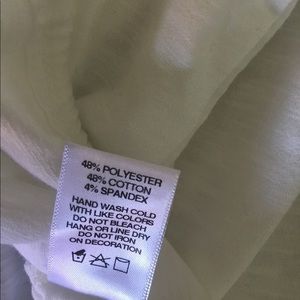 48% POLYESTER
48% COTTON
4% SPANDEX
HAND WASH COLD
WITH LIKE COLORS
DO NOT BLEACH
HANG OR LINE DRY
DO NOT IRON
ON DECORATION